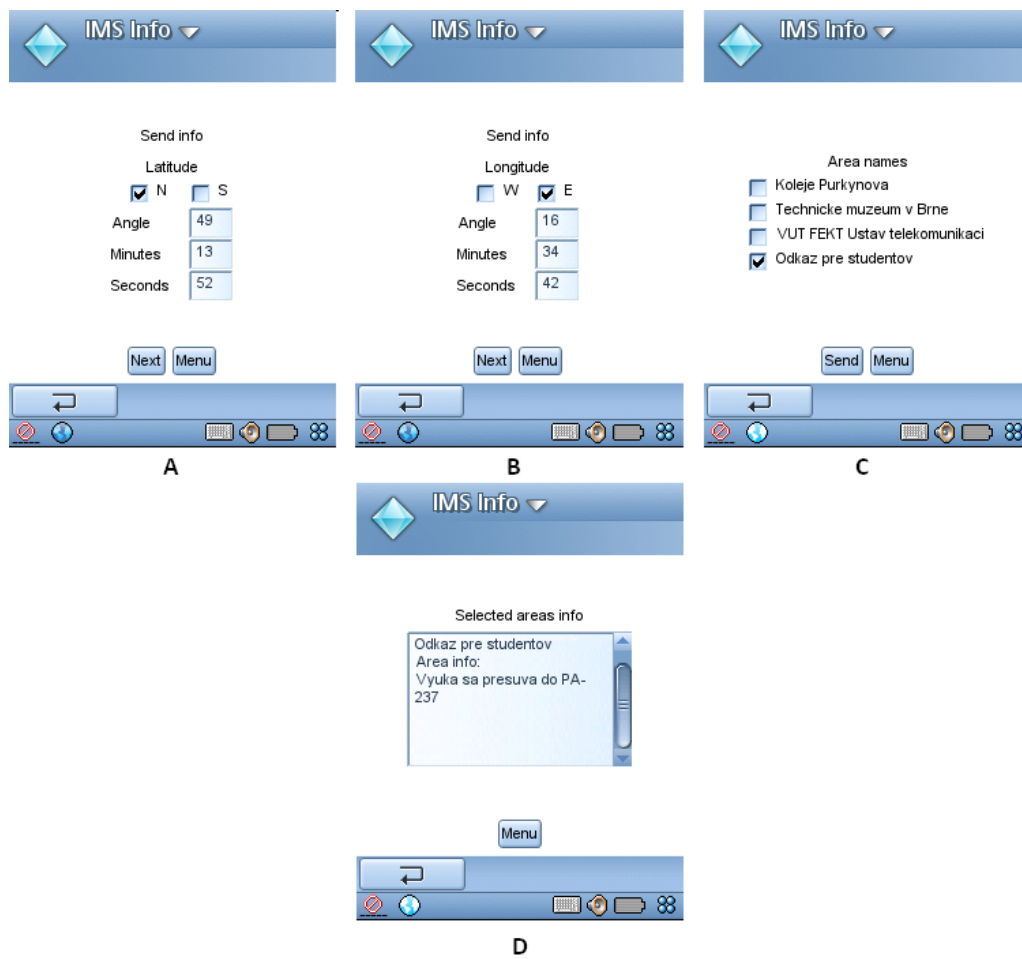 IMS Info
Send info
Latitude
N S
Angle 49
Minutes 13
Seconds 52
Next Menu
A
IMS Info
Send info
Longitude
W E
Angle 16
Minutes 34
Seconds 42
Next Menu
B
IMS Info
Area names
Koleje Purkynova
Technicke muzeum v Brne
VUT FEKT Ustav telekomunikaci
Odkaz pre studentov
Send Menu
C
IMS Info
Selected areas info
Odkaz pre studentov
Area info:
Vyuka sa presuva do PA-
237
Menu
D